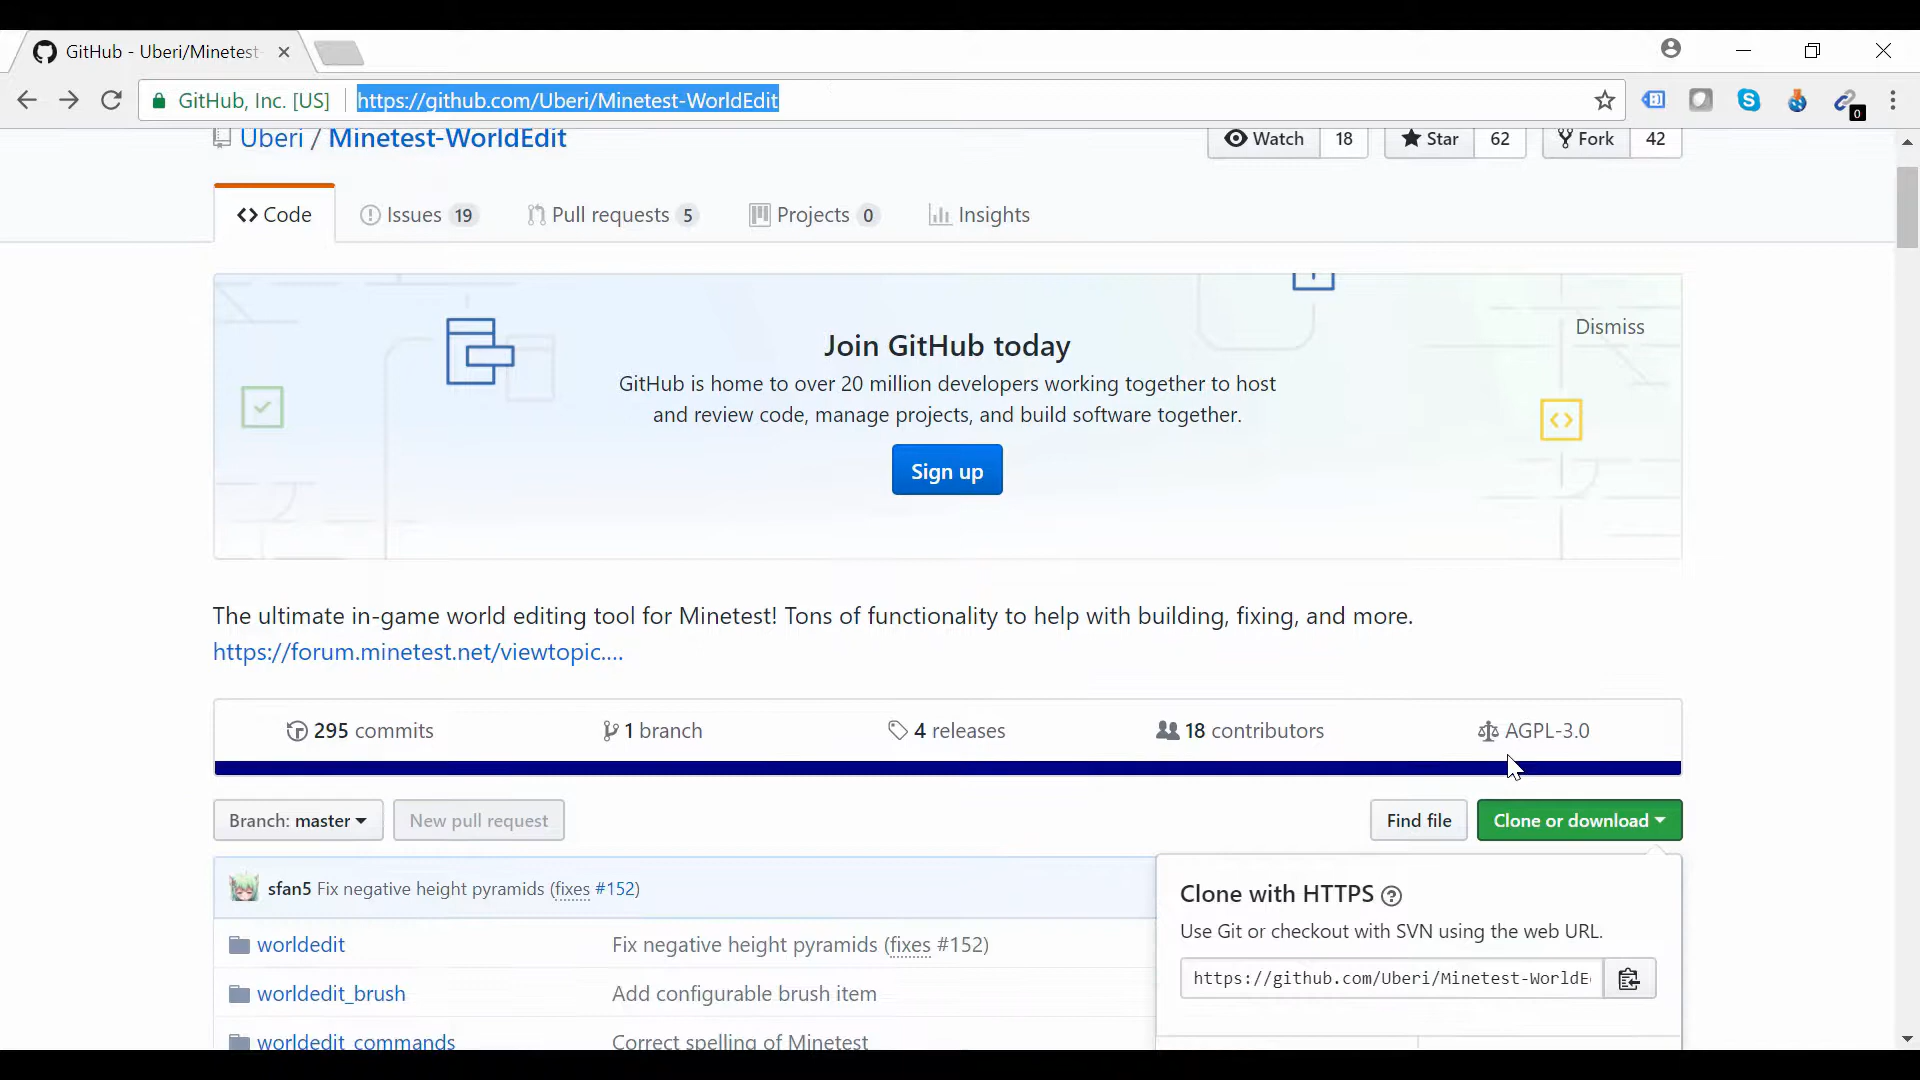 GitHub - Uberi/Minetest
GitHub, Inc. [US] https://github.com/Uberi/Minetest-WorldEdit
0
Uberi / Minetest-WorldEdit
Watch 18 Star 62 Fork 42
Code Issues 19 Pull requests 5 Projects 0 Insights
Join GitHub today
Dismiss
GitHub is home to over 20 million developers working together to host
and review code, manage projects, and build software together.
Sign up
The ultimate in-game world editing tool for Minetest! Tons of functionality to help with building, fixing, and more.
https://forum.minetest.net/viewtopic....
295 commits 1 branch 4 releases 18 contributors AGPL-3.0
Branch: master New pull request Find file Clone or download
sfan5 Fix negative height pyramids (fixes #152)
Clone with HTTPS
Use Git or checkout with SVN using the web URL.
worldedit Fix negative height pyramids (fixes #152)
https://github.com/Uberi/Minetest-WorldE
worldedit_brush Add configurable brush item
worldedit_commands Correct spelling of Minetest